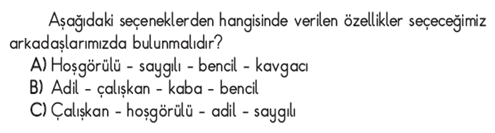 Aşağıdaki seçeneklerden hangisinde verilen özellikler seçeceğimiz
arkadaşlarımızda bulunmalıdır?
A) Hoşgörülü - saygılı - bencil - kavgacı
B) Adil - çalışkan - kaba - bencil
C) Çalışkan - hoşgörülü - adil - saygılı